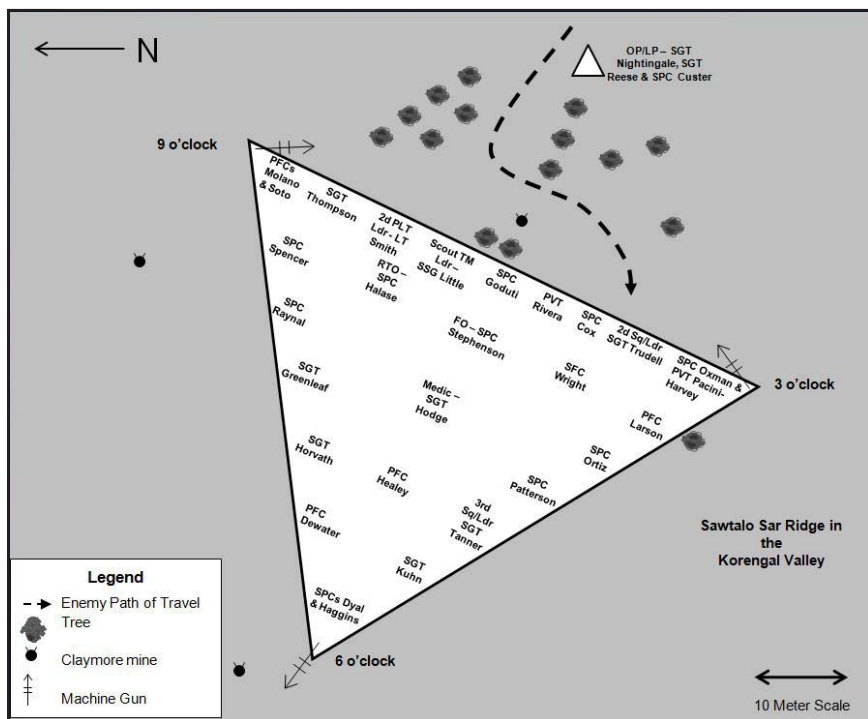 N
OP/LP – SGT
Nightingale, SGT
Reese & SPC Custer
9 o'clock
PFCs
Molano
& Soto
SGT
Thompson
2d PLT
Ldr - LT
Smith
RTO –
SPC
Halase
Scout TM
Ldr –
SSG Little
SPC
Goduti
PVT
Rivera
SPC
Cox
2d Sq/Ldr
SGT Trudell
SPC Oxman &
PVT Pacini-
Harvey
3 o'clock
SPC
Spencer
FO – SPC
Stephenson
SFC
Wright
SPC
Raynal
SGT
Greenleaf
Medic –
SGT
Hodge
PFC
Larson
SPC
Ortiz
SGT
Horvath
PFC
Healey
SPC
Patterson
PFC
Dewater
3rd
Sq/Ldr
SGT
Tanner
SGT
Kuhn
SPCs Dyal
& Haggins
6 o'clock
Sawtalo Sar Ridge in
the
Korengal Valley
Legend
Enemy Path of Travel
Tree
Claymore mine
Machine Gun
10 Meter Scale